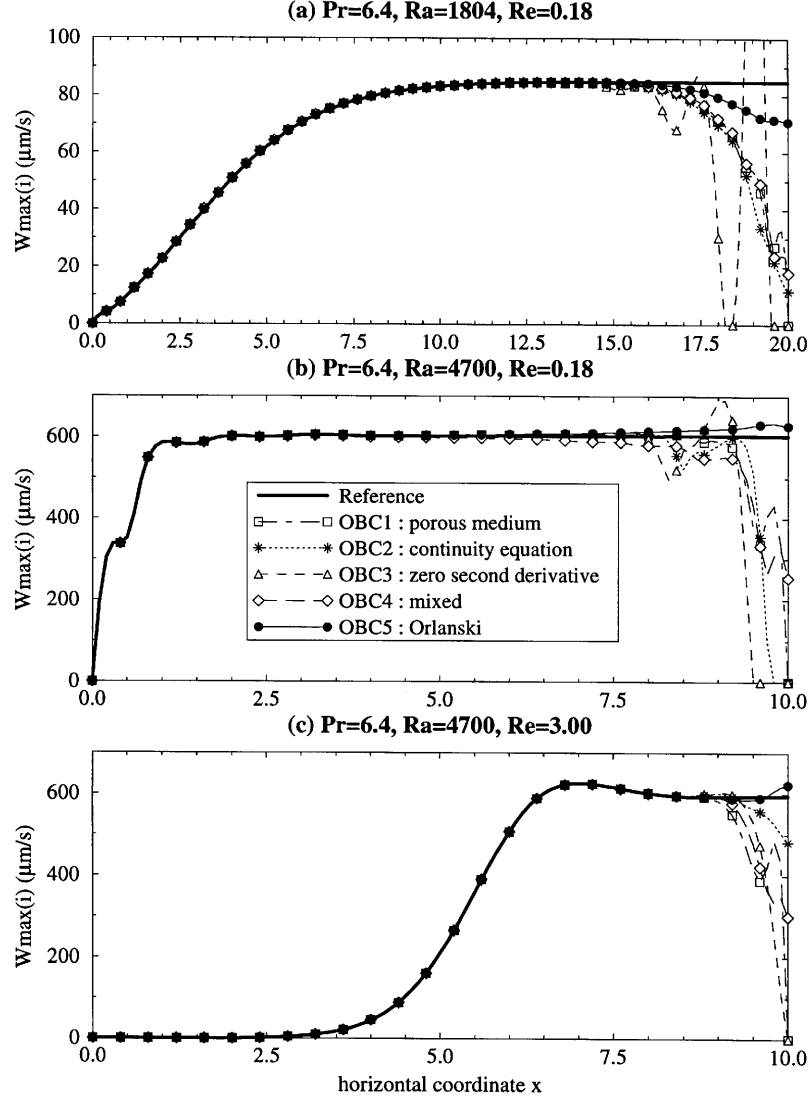 (a) Pr=6.4, Ra=1804, Re=0.18
Wmax(i) (μm/s)
100
80
60
40
20
0
0.0 2.5 5.0 7.5 10.0 12.5 15.0 17.5 20.0
(b) Pr=6.4, Ra=4700, Re=0.18
Wmax(i) (μm/s)
600
400
200
0
Reference
OBC1 : porous medium
OBC2 : continuity equation
OBC3 : zero second derivative
OBC4 : mixed
OBC5 : Orlanski
0.0 2.5 5.0 7.5 10.0
(c) Pr=6.4, Ra=4700, Re=3.00
Wmax(i) (μm/s)
600
400
200
0
0.0 2.5 5.0 7.5 10.0
horizontal coordinate x